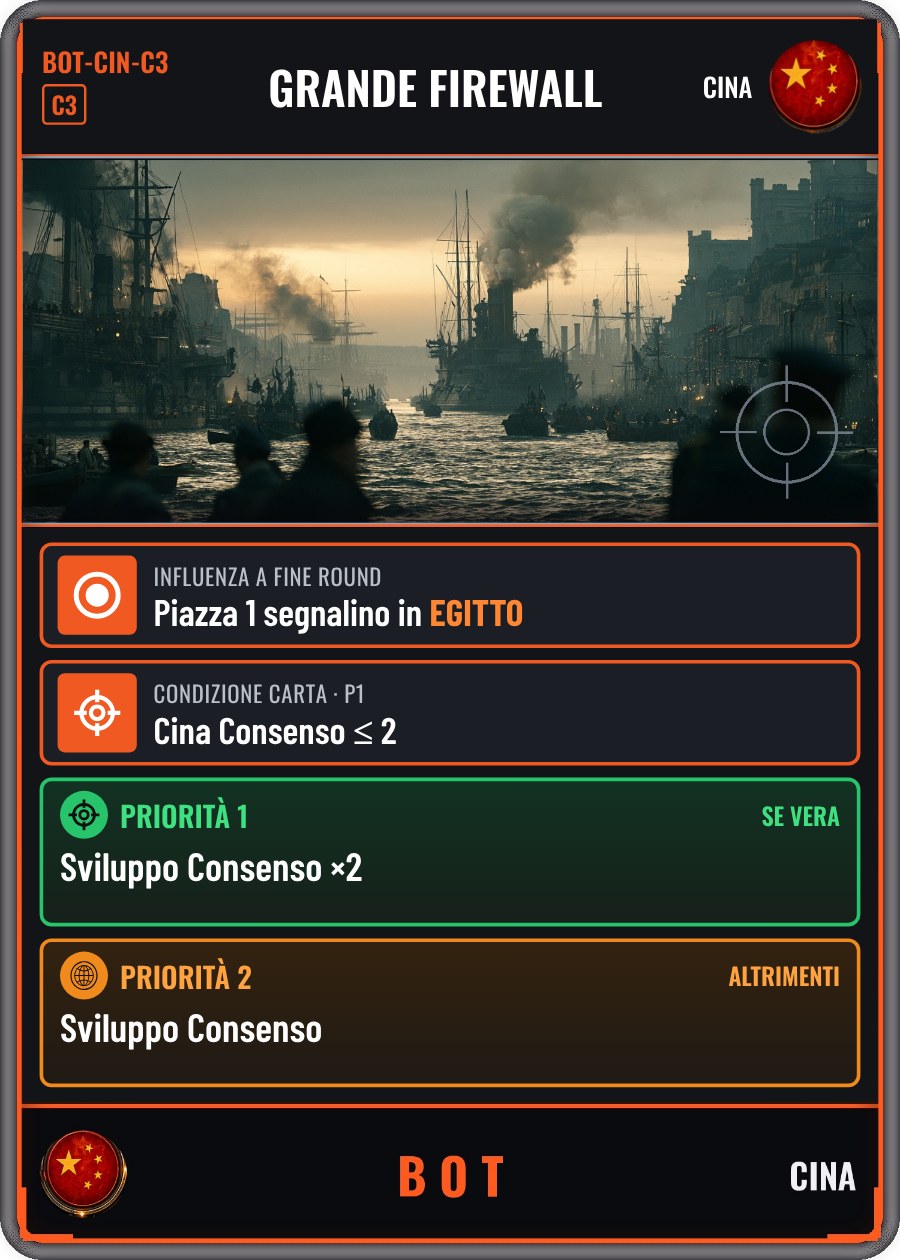 BOT-CIN-C3
C3
GRANDE FIREWALL
CINA
INFLUENZA A FINE ROUND
Piazza 1 segnalino in EGITTO
CONDIZIONE CARTA · P1
Cina Consenso ≤ 2
PRIORITÀ 1
SE VERA
Sviluppo Consenso ×2
PRIORITÀ 2
ALTRIMENTI
Sviluppo Consenso
BOT
CINA